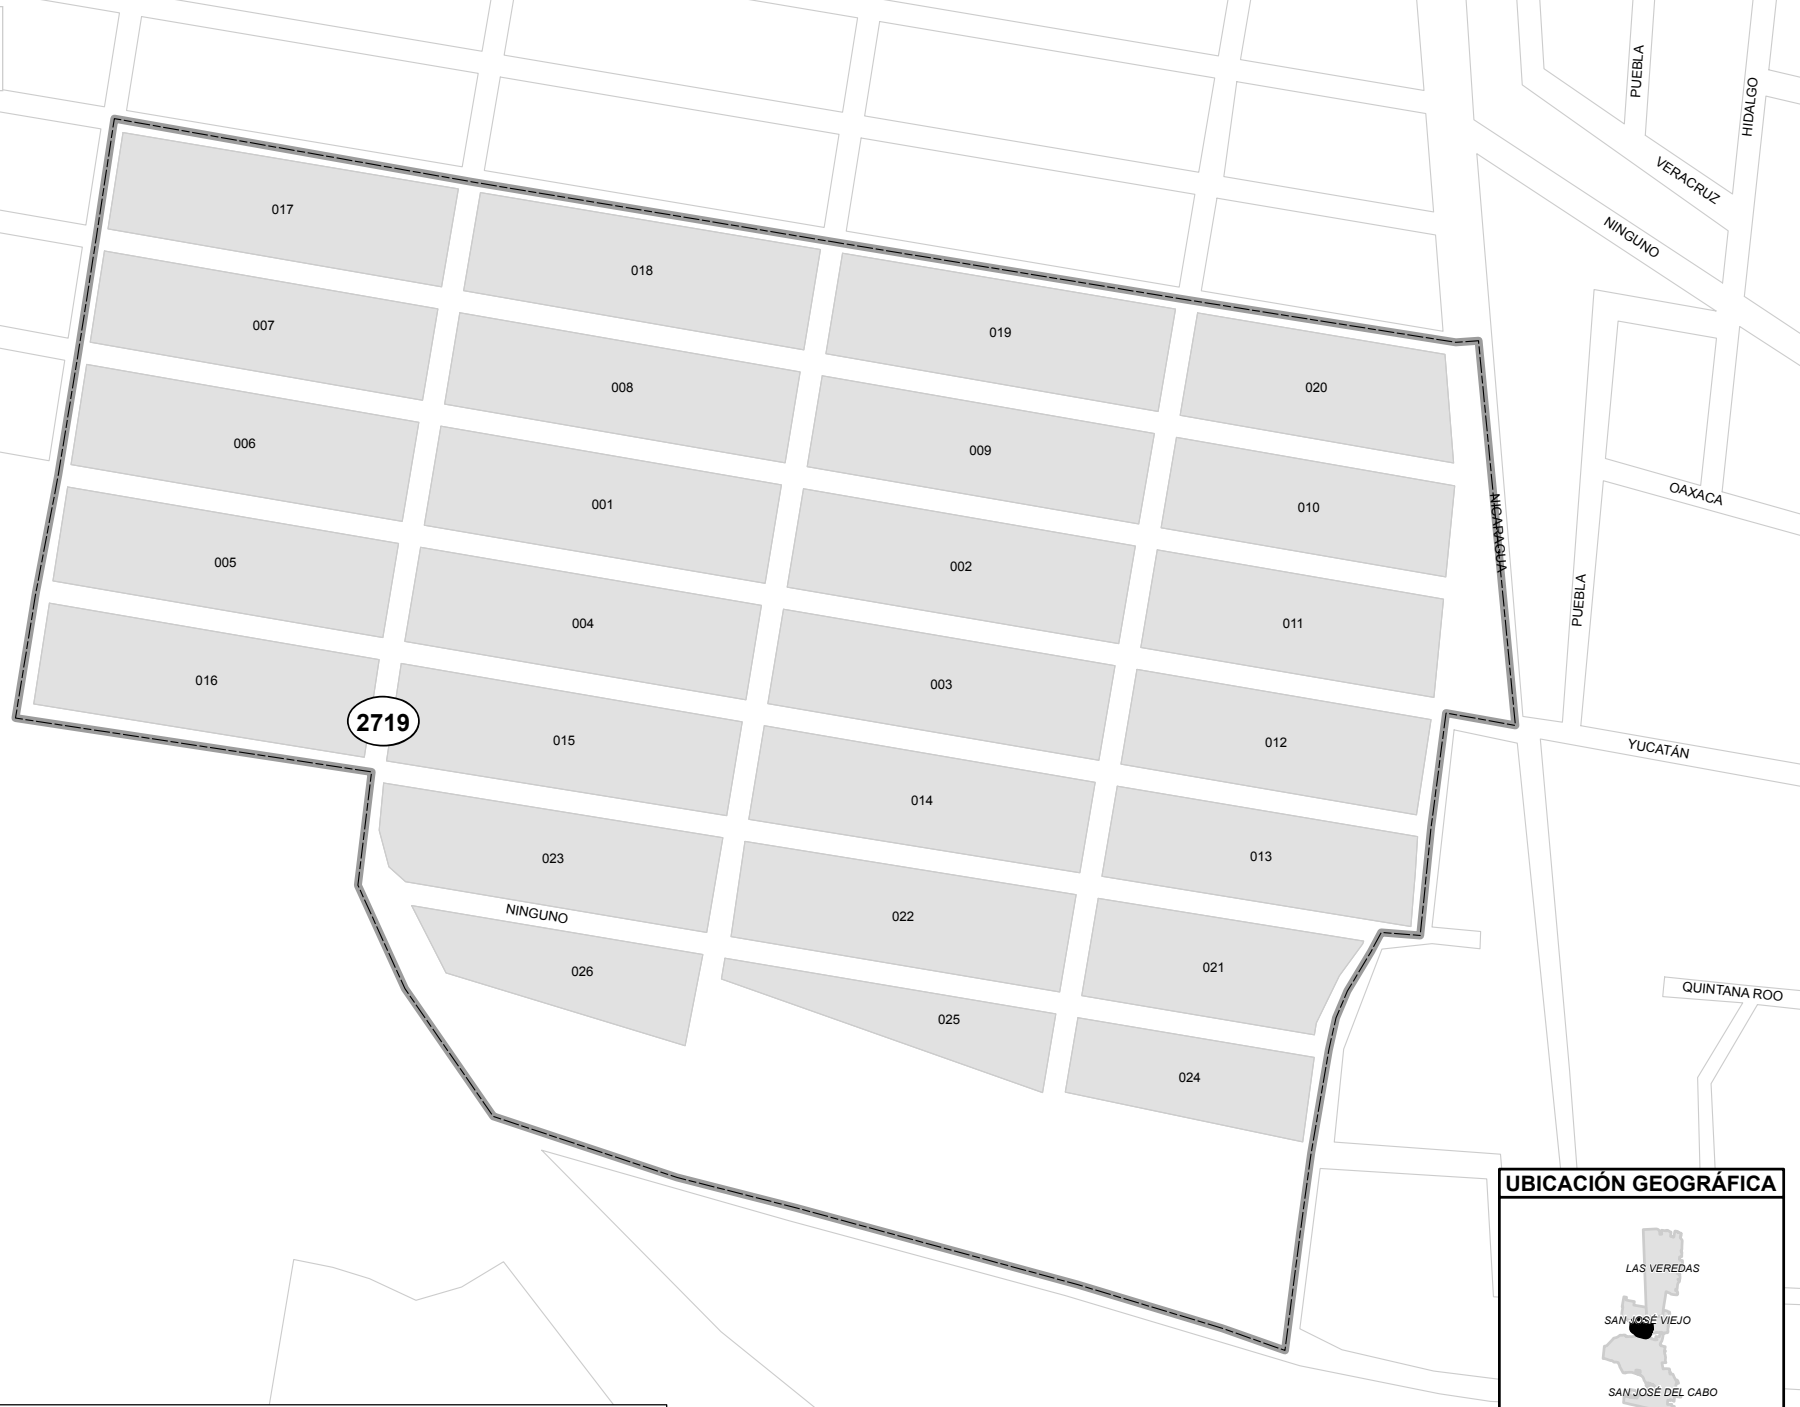 PUEBLA
HIDALGO
VERACRUZ
NINGUNO
017
018
019
020
007
008
009
010
006
001
002
011
005
004
003
012
016
015
014
013
2719
NICARAGUA
OAXACA
PUEBLA
YUCATÁN
023
022
021
NINGUNO
026
025
024
QUINTANA ROO
UBICACIÓN GEOGRÁFICA
LAS VEREDAS
SAN JOSÉ VIEJO
SAN JOSÉ DEL CABO